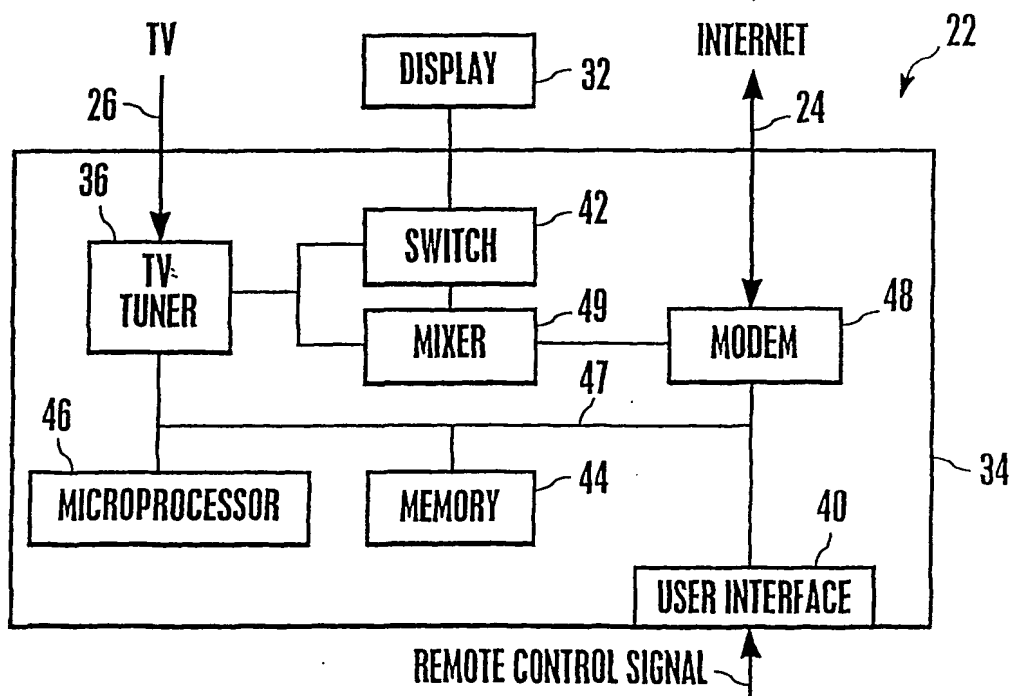 TV
DISPLAY
32
INTERNET
22
26
24
36
TV
TUNER
SWITCH
42
MIXER
49
MODEM
48
47
46
MICROPROCESSOR
MEMORY
44
34
40
USER INTERFACE
REMOTE CONTROL SIGNAL